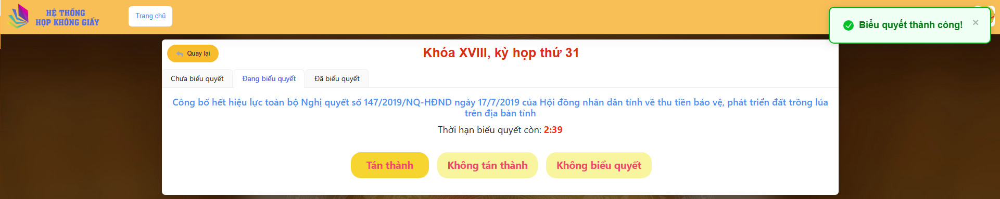 HỆ THỐNG
HỌP KHÔNG GIẤY
Trang chủ
Biểu quyết thành công!
Quay lại
Khóa XVIII, kỳ họp thứ 31
Chưa biểu quyết
Đang biểu quyết
Đã biểu quyết
Công bố hết hiệu lực toàn bộ Nghị quyết số 147/2019/NQ-HĐND ngày 17/7/2019 của Hội đồng nhân dân tỉnh về thu tiền bảo vệ, phát triển đất trồng lúa
trên địa bàn tỉnh
Thời hạn biểu quyết còn: 2:39
Tán thành
Không tán thành
Không biểu quyết